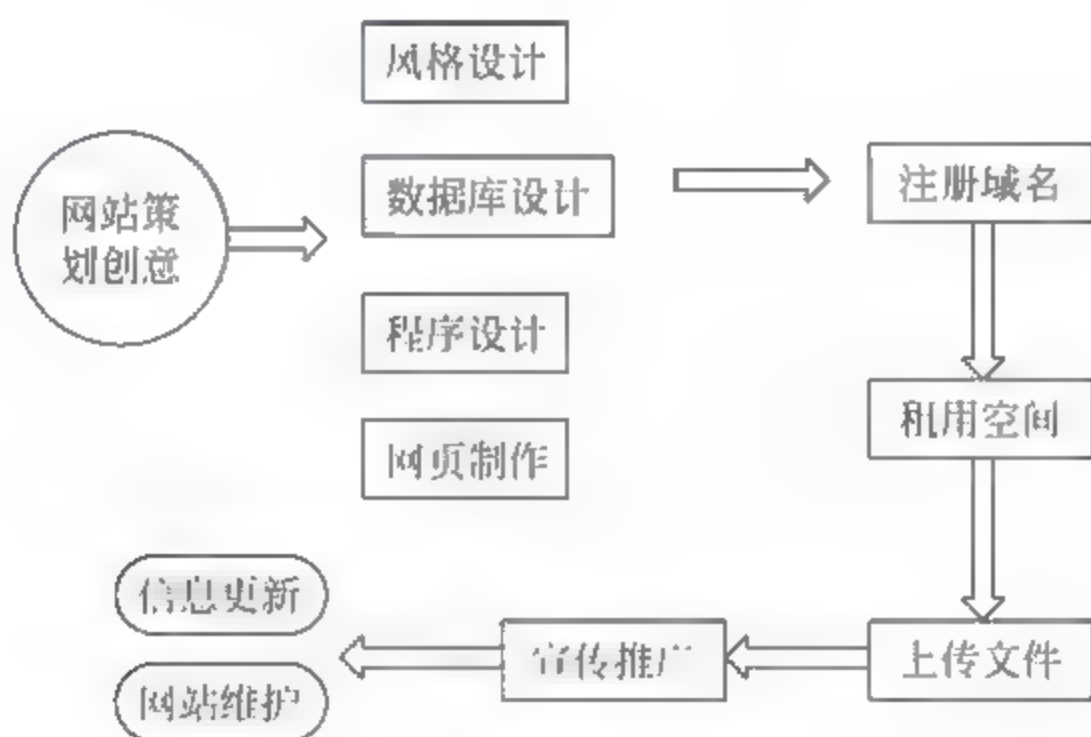 风格设计
网站策
划创意
数据库设计
注册域名
程序设计
租用空间
网页制作
信息更新
宣传推广
上传文件
网站维护